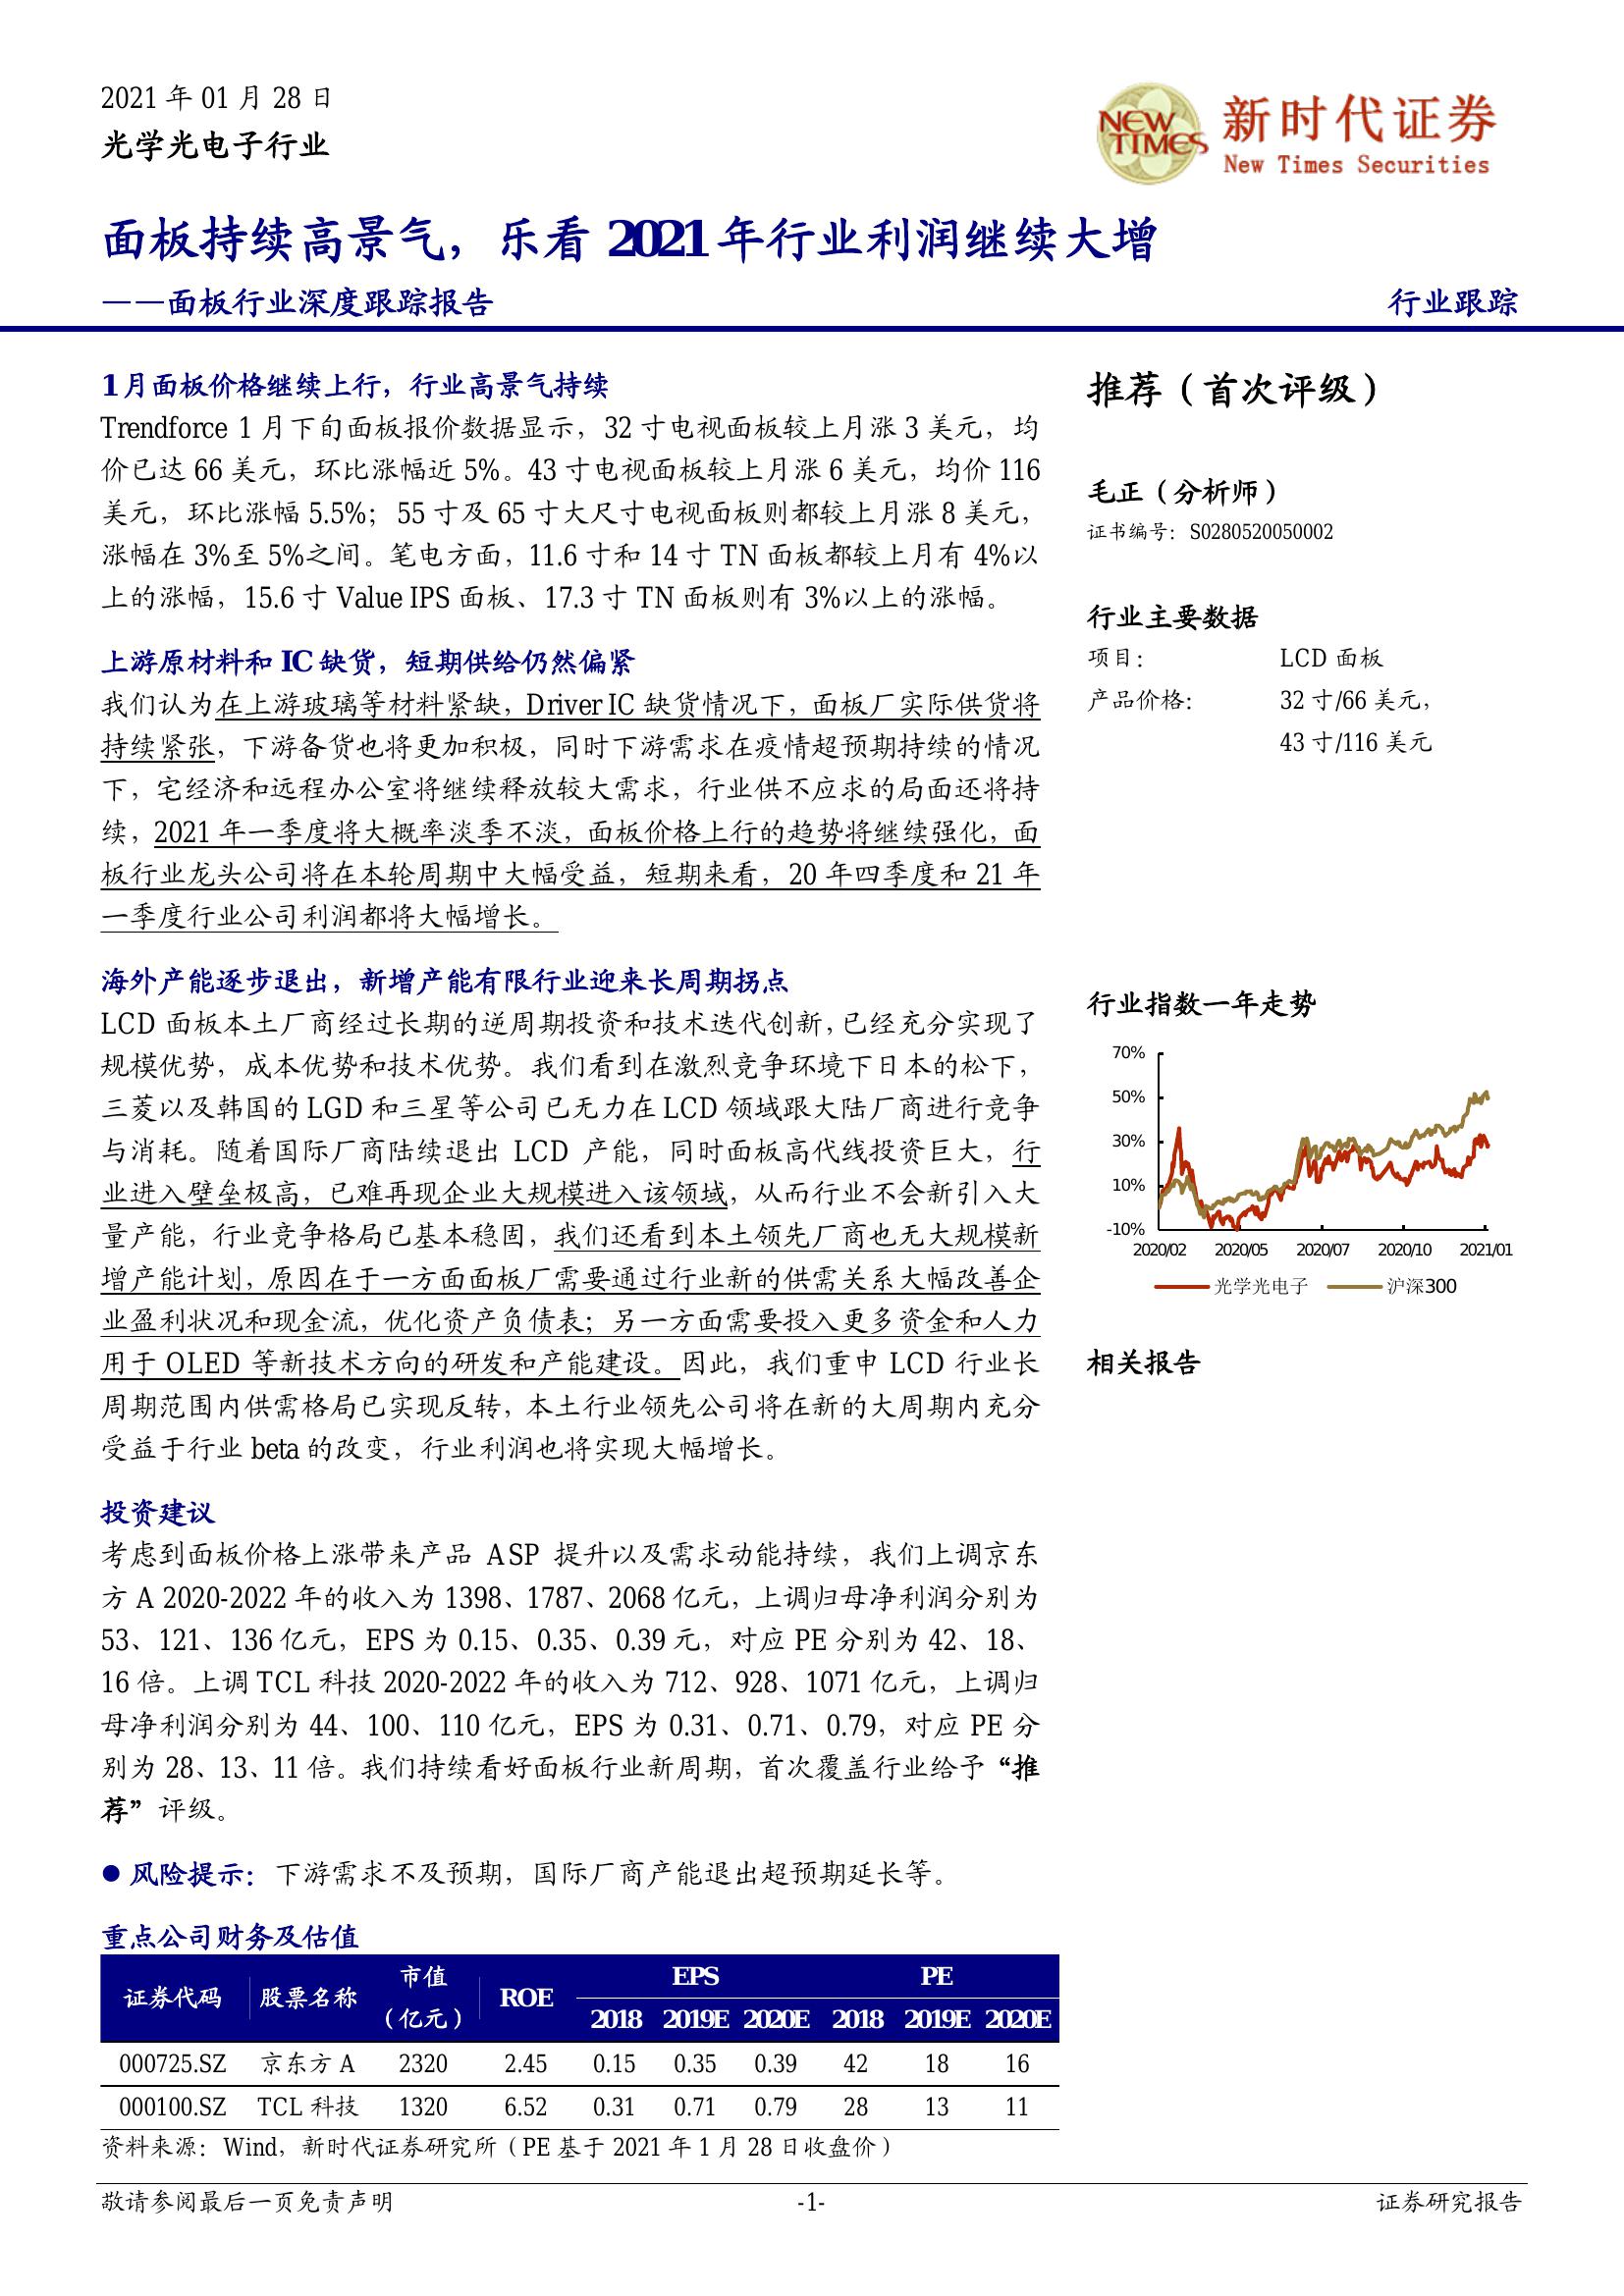 2021 年 01 月 28 日
光学光电子行业
NEW TIMES
新时代证券
New Times Securities
面板持续高景气，乐看 2021 年行业利润继续大增
——面板行业深度跟踪报告
行业跟踪
1 月面板价格继续上行，行业高景气持续
Trendforce 1 月下旬面板报价数据显示，32 寸电视面板较上月涨 3 美元，均
价已达 66 美元，环比涨幅近 5%。43 寸电视面板较上月涨 6 美元，均价 116
美元，环比涨幅 5.5%；55 寸及 65 寸大尺寸电视面板则都较上月涨 8 美元，
涨幅在 3%至 5%之间。笔电方面，11.6 寸和 14 寸 TN 面板都较上月有 4%以
上的涨幅，15.6 寸 Value IPS 面板、17.3 寸 TN 面板则有 3%以上的涨幅。
上游原材料和 IC 缺货，短期供给仍然偏紧
我们认为在上游玻璃等材料紧缺，Driver IC 缺货情况下，面板厂实际供货将
持续紧张，下游备货也将更加积极，同时下游需求在疫情超预期持续的情况
下，宅经济和远程办公室将继续释放较大需求，行业供不应求的局面还将持
续，2021 年一季度将大概率淡季不淡，面板价格上行的趋势将继续强化，面
板行业龙头公司将在本轮周期中大幅受益，短期来看，20 年四季度和 21 年
一季度行业公司利润都将大幅增长。
海外产能逐步退出，新增产能有限行业迎来长周期拐点
LCD 面板本土厂商经过长期的逆周期投资和技术迭代创新，已经充分实现了
规模优势，成本优势和技术优势。我们看到在激烈竞争环境下日本的松下，
三菱以及韩国的 LGD 和三星等公司已无力在 LCD 领域跟大陆厂商进行竞争
与消耗。随着国际厂商陆续退出 LCD 产能，同时面板高代线投资巨大，行
业进入壁垒极高，已难再现企业大规模进入该领域，从而行业不会新引入大
量产能，行业竞争格局已基本稳固，我们还看到本土领先厂商也无大规模新
增产能计划，原因在于一方面面板厂需要通过行业新的供需关系大幅改善企
业盈利状况和现金流，优化资产负债表；另一方面需要投入更多资金和人力
用于 OLED 等新技术方向的研发和产能建设。因此，我们重申 LCD 行业长
周期范围内供需格局已实现反转，本土行业领先公司将在新的大周期内充分
受益于行业 beta 的改变，行业利润也将实现大幅增长。
投资建议
考虑到面板价格上涨带来产品 ASP 提升以及需求动能持续，我们上调京东
方 A 2020-2022 年的收入为 1398、1787、2068 亿元，上调归母净利润分别为
53、121、136 亿元，EPS 为 0.15、0.35、0.39 元，对应 PE 分别为 42、18、
16 倍。上调 TCL 科技 2020-2022 年的收入为 712、928、1071 亿元，上调归
母净利润分别为 44、100、110 亿元，EPS 为 0.31、0.71、0.79，对应 PE 分
别为 28、13、11 倍。我们持续看好面板行业新周期，首次覆盖行业给予“推
荐”评级。
● 风险提示：下游需求不及预期，国际厂商产能退出超预期延长等。
重点公司财务及估值
证券代码 股票名称 市值（亿元） ROE EPS PE
2018 2019E 2020E 2018 2019E 2020E
000725.SZ 京东方 A 2320 2.45 0.15 0.35 0.39 42 18 16
000100.SZ TCL 科技 1320 6.52 0.31 0.71 0.79 28 13 11
资料来源：Wind，新时代证券研究所（PE 基于 2021 年 1 月 28 日收盘价）
推荐（首次评级）
毛正（分析师）
证书编号：S0280520050002
行业主要数据
项目： LCD 面板
产品价格： 32 寸/66 美元，
43 寸/116 美元
行业指数一年走势
70%
50%
30%
10%
-10%
2020/02 2020/05 2020/07 2020/10 2021/01
光学光电子 沪深300
相关报告
敬请参阅最后一页免责声明
-1-
证券研究报告